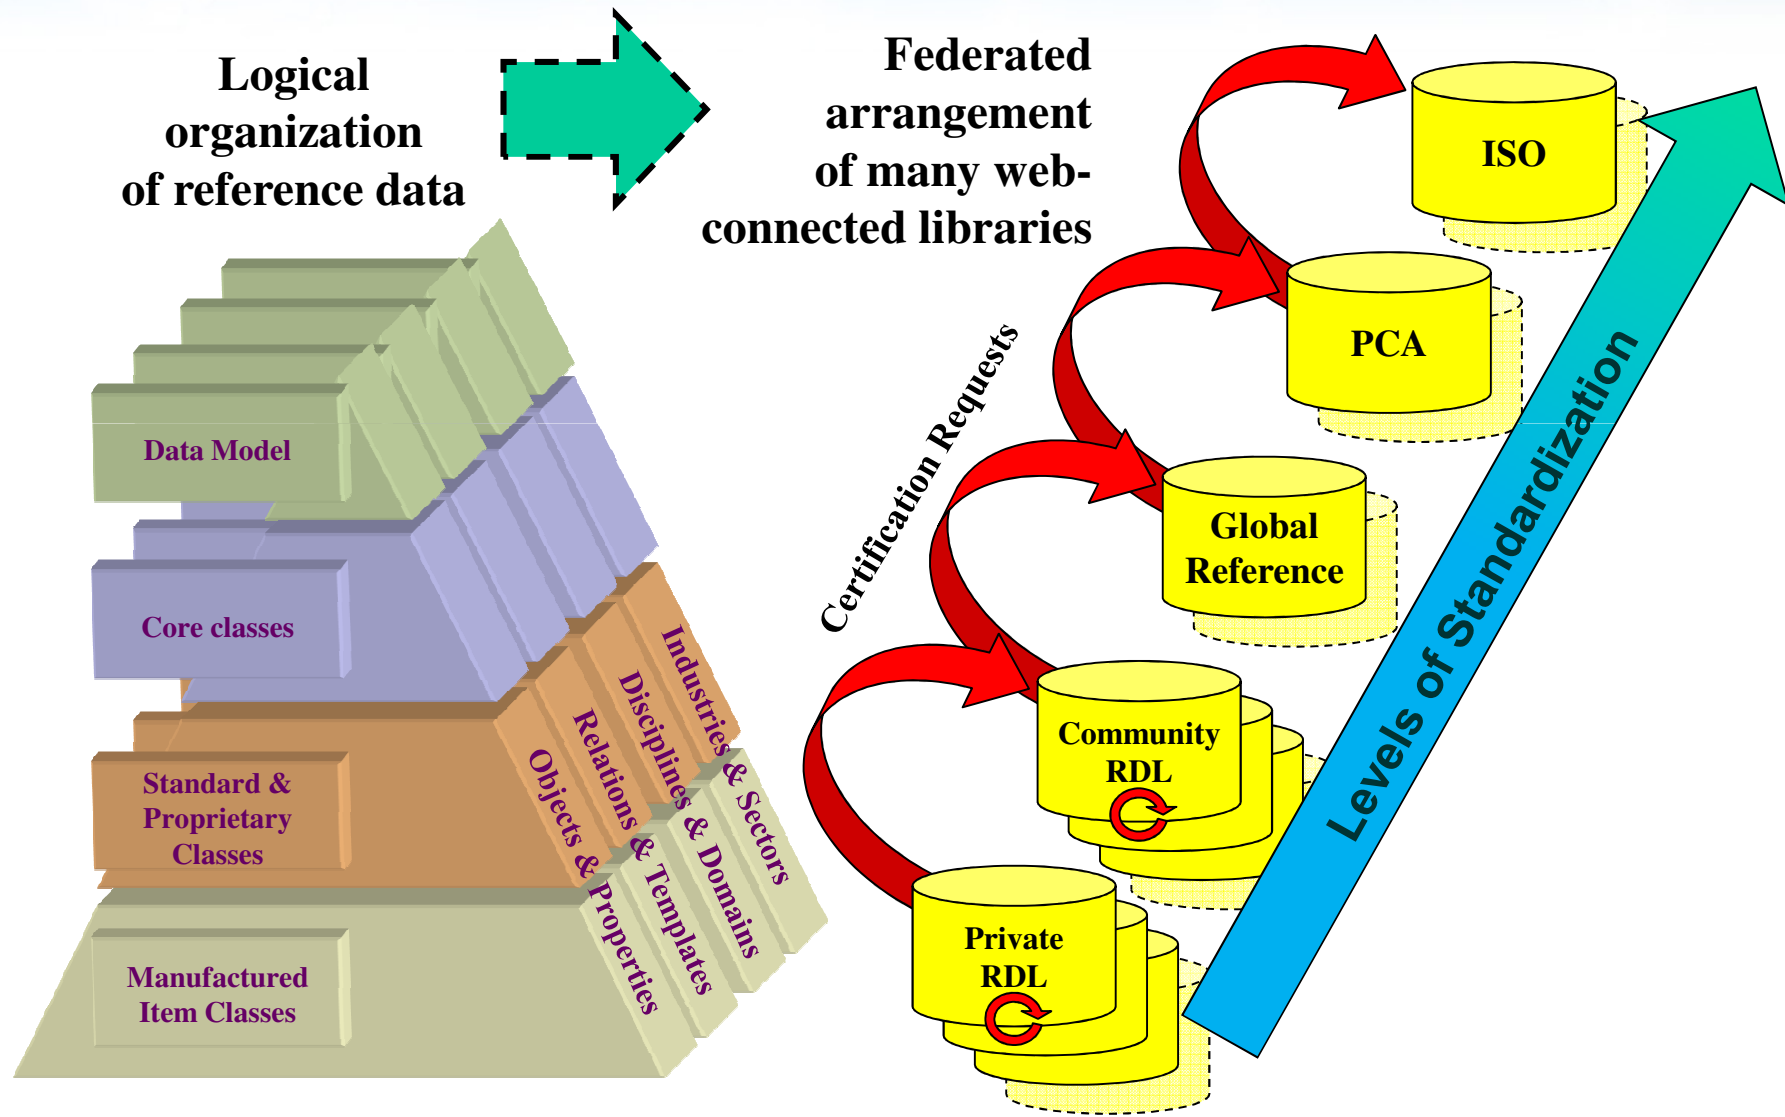 Logical
organization
of reference data
Federated
arrangement
of many web-
connected libraries
Data Model
Core classes
Standard &
Proprietary
Classes
Manufactured
Item Classes
Objects & Properties
Relations & Templates
Disciplines & Domains
Industries & Sectors
Certification Requests
ISO
PCA
Global
Reference
Community
RDL
Private
RDL
Levels of Standardization